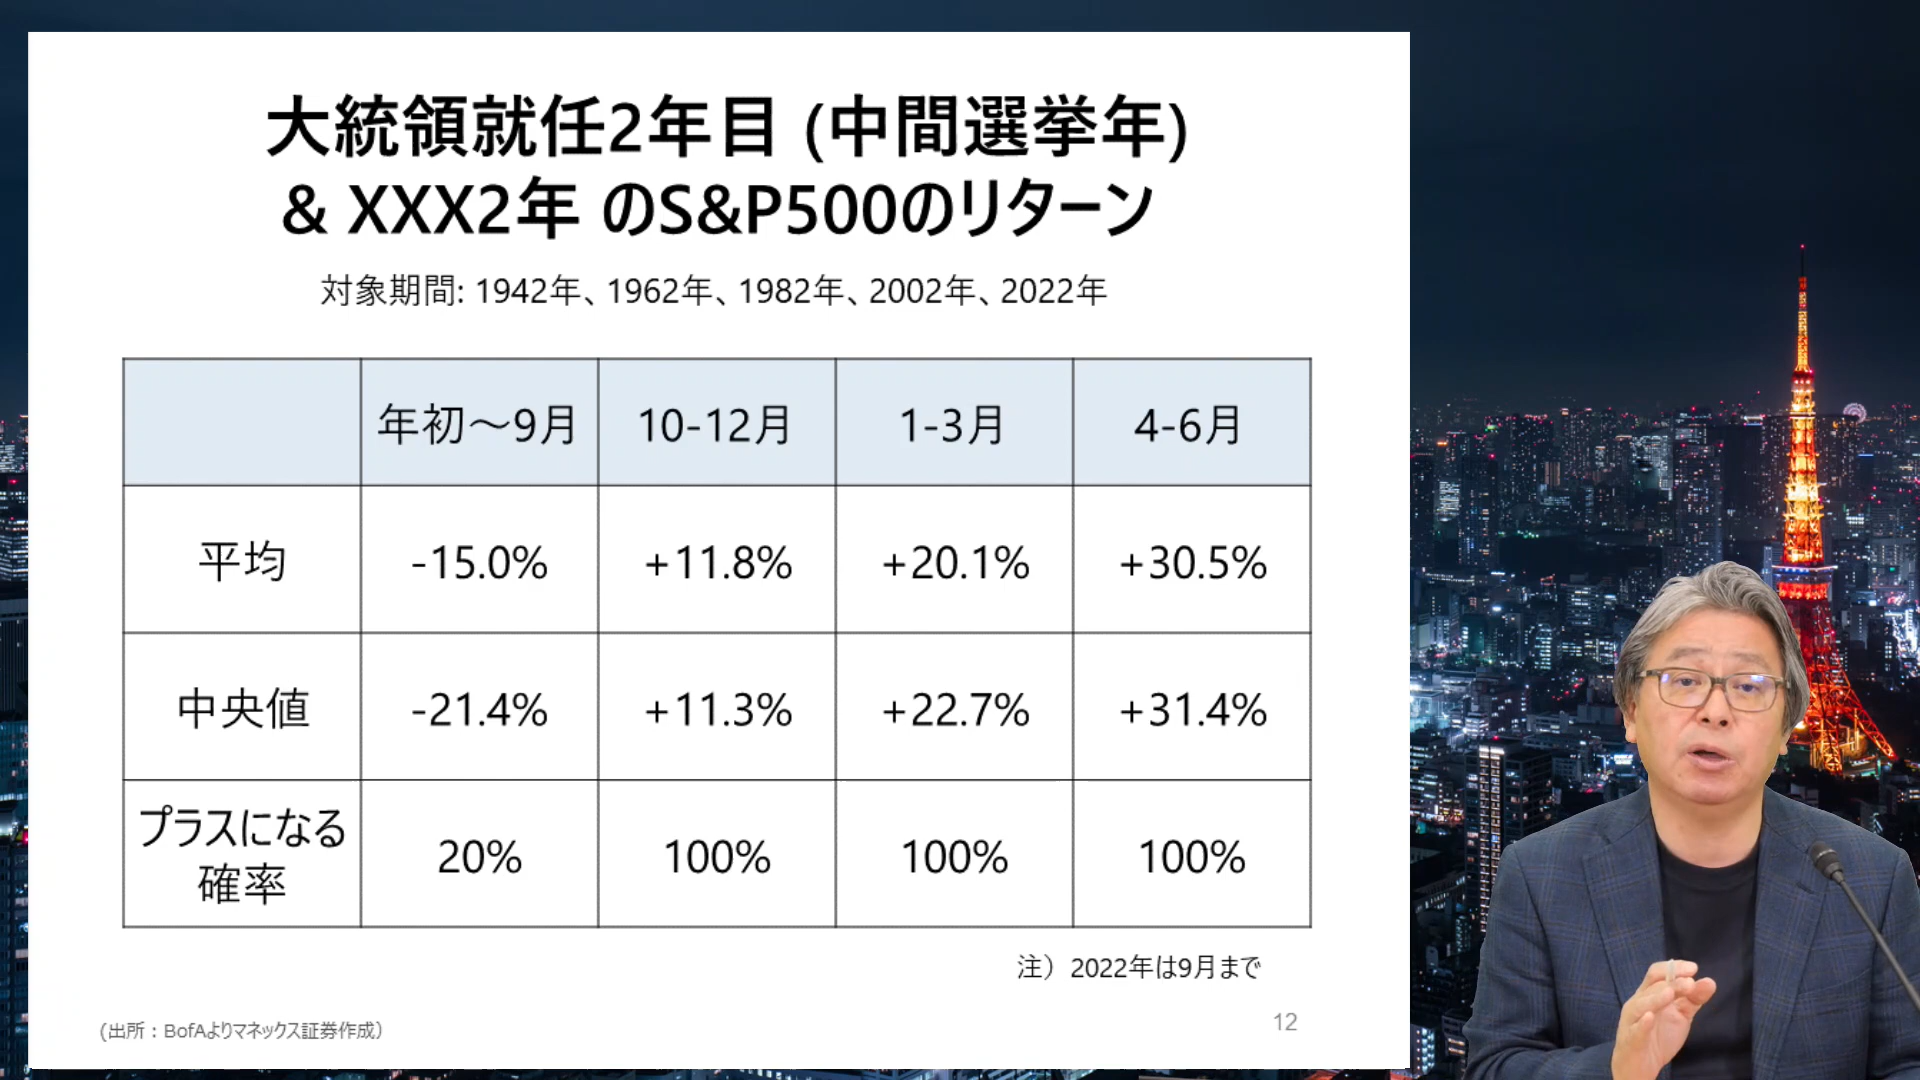 大統領就任2年目 (中間選挙年)
& XXX2年 のS&P500のリターン
対象期間: 1942年、1962年、1982年、2002年、2022年
年初～9月 10-12月 1-3月 4-6月
平均 -15.0% +11.8% +20.1% +30.5%
中央値 -21.4% +11.3% +22.7% +31.4%
プラスになる
確率 20% 100% 100% 100%
注）2022年は9月まで
(出所：BofAよりマネックス証券作成）
12